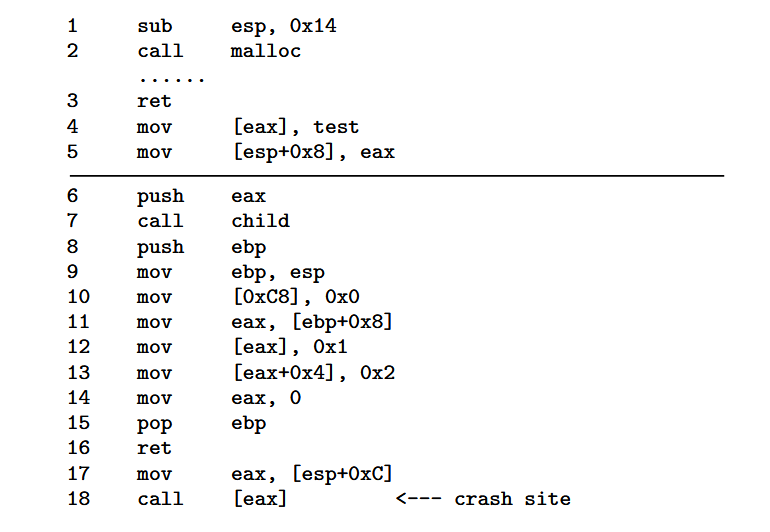 1 sub esp, 0x14
2 call malloc
......
3 ret
4 mov [eax], test
5 mov [esp+0x8], eax
6 push eax
7 call child
8 push ebp
9 mov ebp, esp
10 mov [0xC8], 0x0
11 mov eax, [ebp+0x8]
12 mov [eax], 0x1
13 mov [eax+0x4], 0x2
14 mov eax, 0
15 pop ebp
16 ret
17 mov eax, [esp+0xC]
18 call [eax] <--- crash site